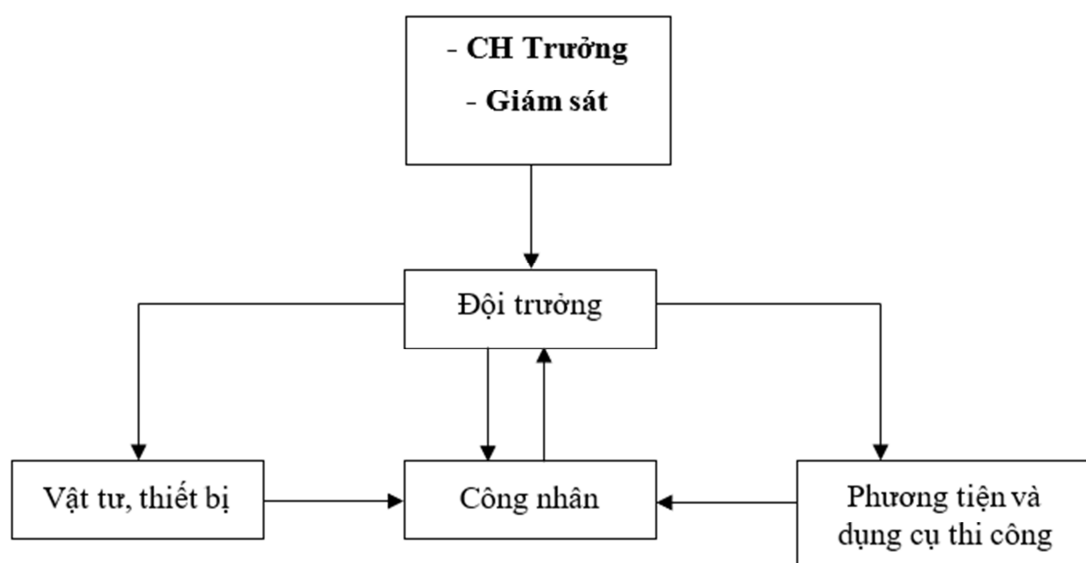 - CH Trưởng
- Giám sát
Đội trưởng
Vật tư, thiết bị
Công nhân
Phương tiện và
dụng cụ thi công